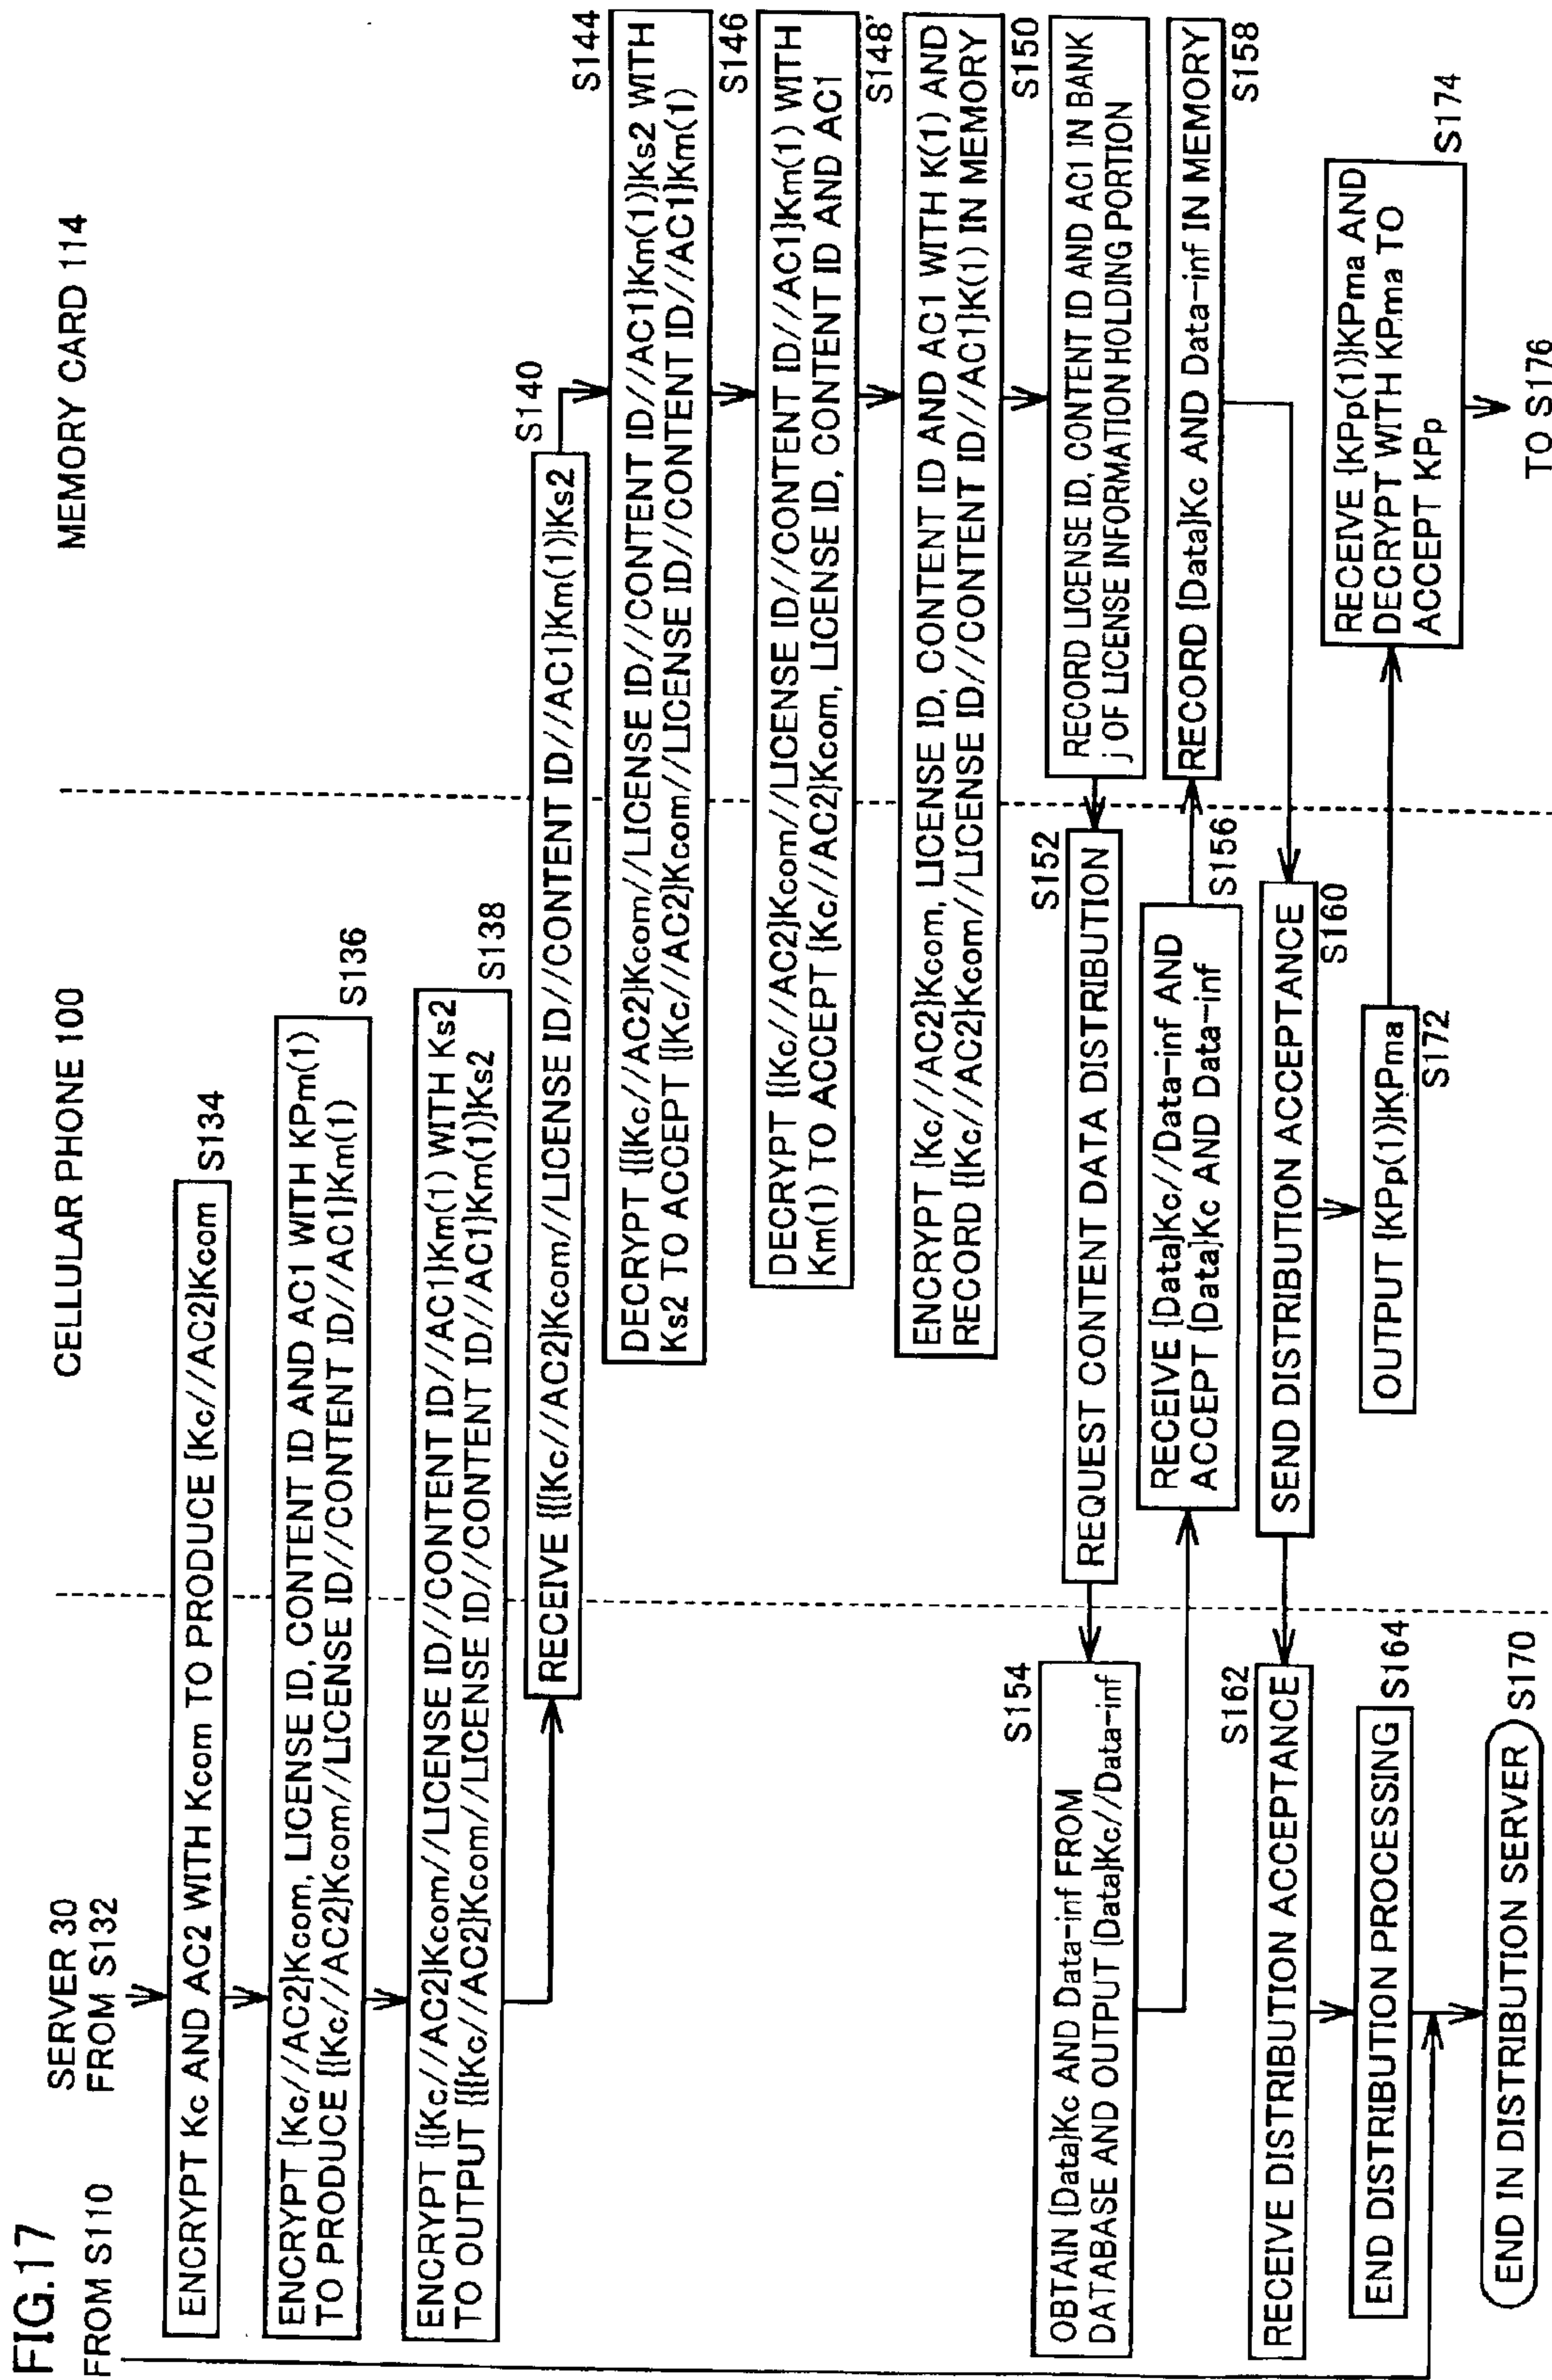 FIG.17
FROM S110
SERVER 30
FROM S132
CELLULAR PHONE 100
MEMORY CARD 114
ENCRYPT Kc AND AC2 WITH Kcom TO PRODUCE {Kc//AC2}Kcom
S134
ENCRYPT {Kc//AC2}Kcom, LICENSE ID, CONTENT ID AND AC1 WITH KPm(1)
TO PRODUCE {{Kc//AC2}Kcom//LICENSE ID//CONTENT ID//AC1}Km(1)
S136
ENCRYPT {{Kc//AC2}Kcom//LICENSE ID//CONTENT ID//AC1}Km(1) WITH Ks2
TO OUTPUT {{{Kc//AC2}Kcom//LICENSE ID//CONTENT ID//AC1}Km(1)}Ks2
S138
RECEIVE {{{Kc//AC2}Kcom//LICENSE ID//CONTENT ID//AC1}Km(1)}Ks2
S140
S144
DECRYPT {{{Kc//AC2}Kcom//LICENSE ID//CONTENT ID//AC1}Km(1)}Ks2 WITH
Ks2 TO ACCEPT {{Kc//AC2}Kcom//LICENSE ID//CONTENT ID//AC1}Km(1)
S146
DECRYPT {{Kc//AC2}Kcom//LICENSE ID//CONTENT ID//AC1}Km(1) WITH
Km(1) TO ACCEPT {Kc//AC2}Kcom, LICENSE ID, CONTENT ID AND AC1
S148'
ENCRYPT {Kc//AC2}Kcom, LICENSE ID, CONTENT ID AND AC1 WITH K(1) AND
RECORD {{Kc//AC2}Kcom//LICENSE ID//CONTENT ID//AC1}K(1) IN MEMORY
S150
RECORD LICENSE ID, CONTENT ID AND AC1 IN BANK
j OF LICENSE INFORMATION HOLDING PORTION
S152
REQUEST CONTENT DATA DISTRIBUTION
S154
OBTAIN {Data}Kc AND Data-inf FROM
DATABASE AND OUTPUT {Data}Kc//Data-inf
RECEIVE {Data}Kc//Data-inf AND
ACCEPT {Data}Kc AND Data-inf
S156
RECORD {Data}Kc AND Data-inf IN MEMORY
S158
SEND DISTRIBUTION ACCEPTANCE
S160
S162
RECEIVE DISTRIBUTION ACCEPTANCE
END DISTRIBUTION PROCESSING
S164
END IN DISTRIBUTION SERVER
S170
OUTPUT {KPp(1)}KPma
S172
RECEIVE {KPp(1)}KPma AND
DECRYPT WITH KPma TO
ACCEPT KPp
S174
TO S176